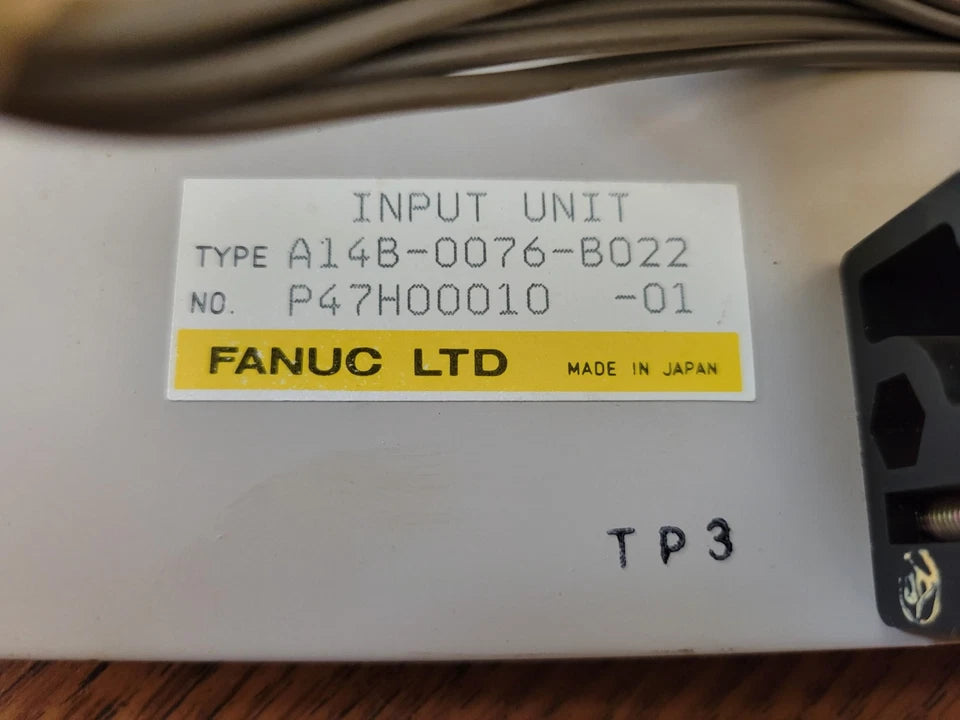 INPUT UNIT
TYPE A14B-0076-B022
NO. P47H00010 -01
FANUC LTD MADE IN JAPAN
TP3